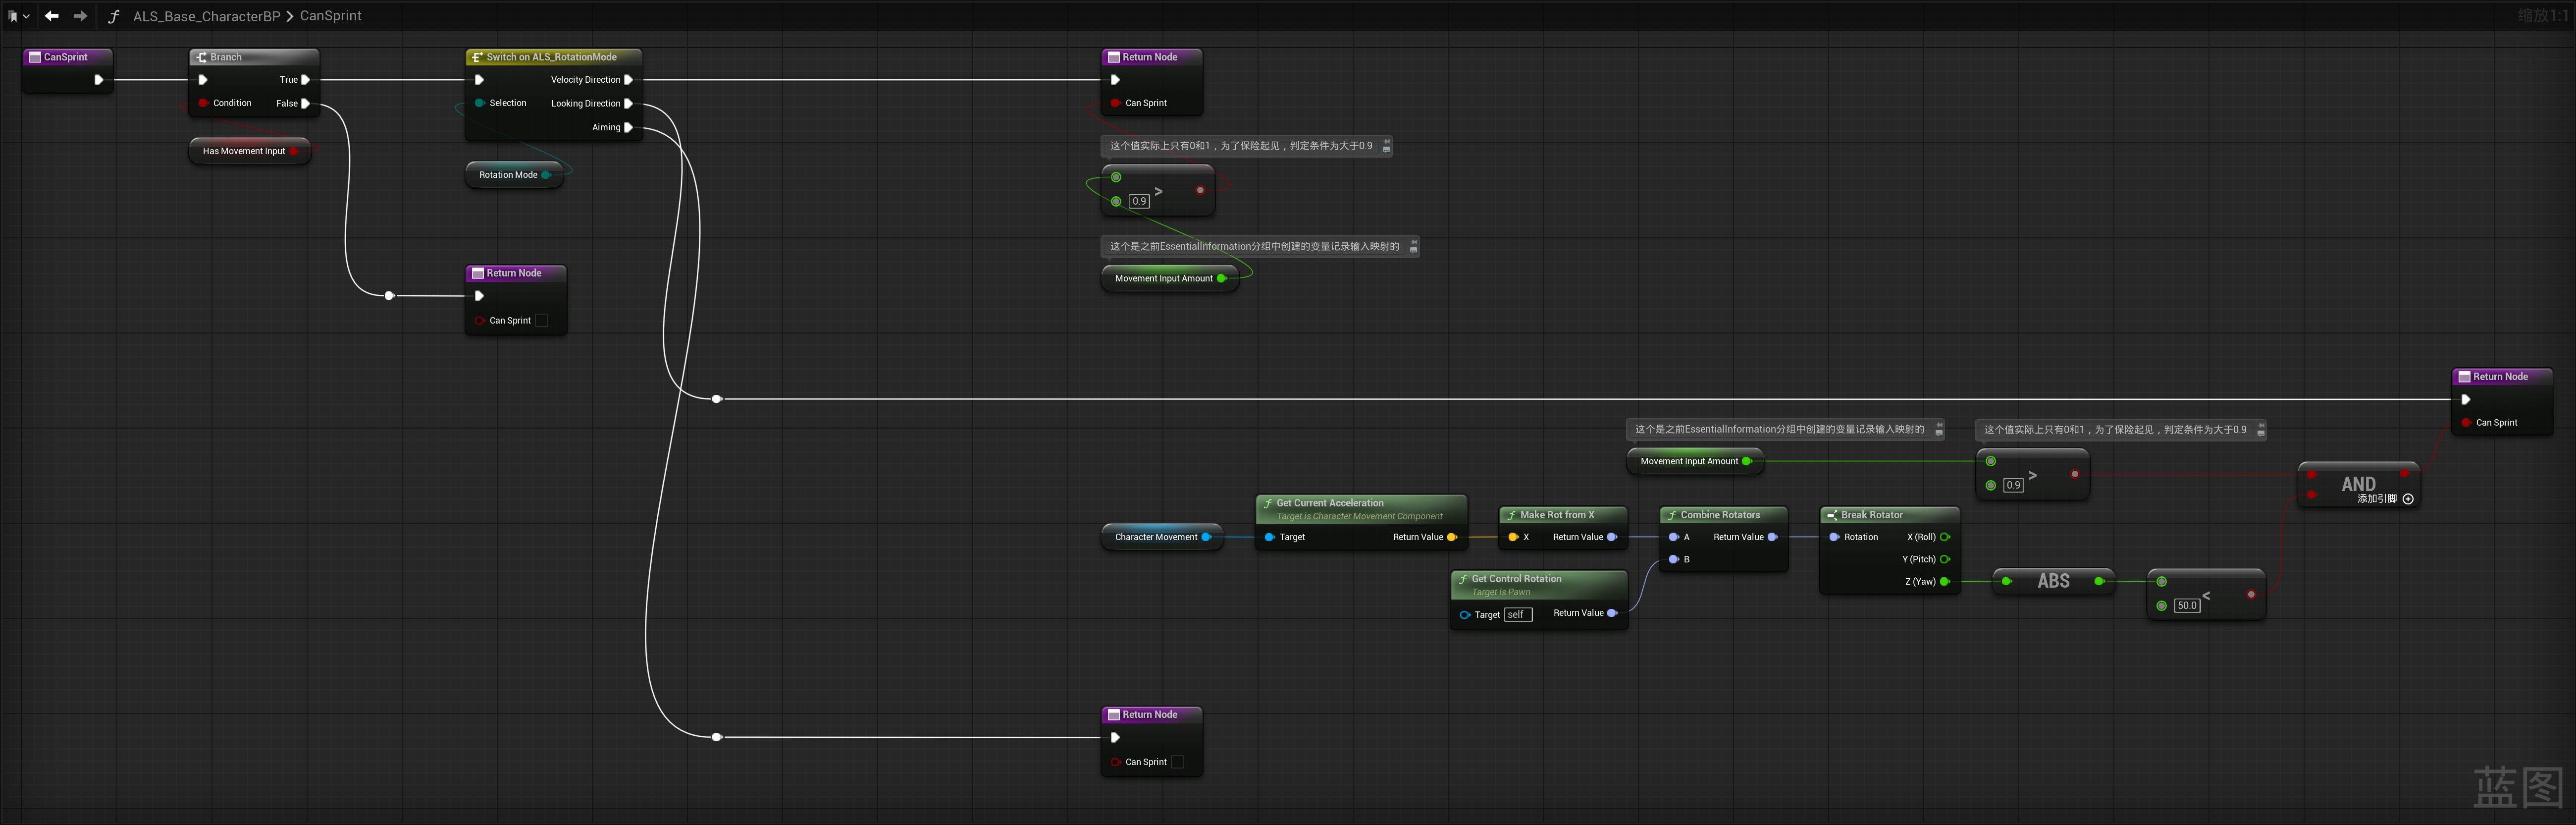 ALS_Base_CharacterBP > CanSprint
缩放1:1
CanSprint
Branch
True
Condition
False
Has Movement Input
Switch on ALS_RotationMode
Velocity Direction
Selection
Looking Direction
Aiming
Rotation Mode
Return Node
Can Sprint
Return Node
Can Sprint
这个值实际上只有0和1，为了保险起见，判定条件为大于0.9
>
0.9
这个是之前EssentialInformation分组中创建的变量记录输入映射的
Movement Input Amount
Return Node
Can Sprint
这个是之前EssentialInformation分组中创建的变量记录输入映射的
Movement Input Amount
这个值实际上只有0和1，为了保险起见，判定条件为大于0.9
>
0.9
AND
添加引脚
Character Movement
Get Current Acceleration
Target is Character Movement Component
Target
Return Value
Make Rot from X
X
Return Value
Get Control Rotation
Target is Pawn
Target
self
Return Value
Combine Rotators
A
Return Value
B
Break Rotator
Rotation
X (Roll)
Y (Pitch)
Z (Yaw)
ABS
<
50.0
Return Node
Can Sprint
蓝图